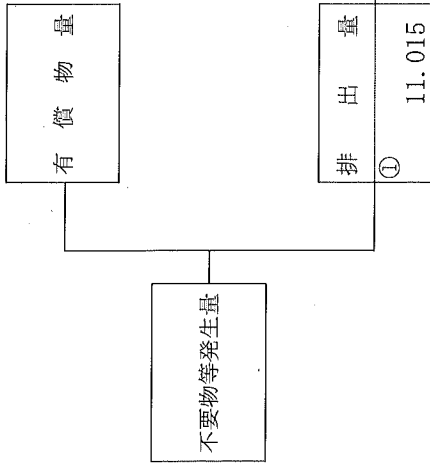 不要物等発生量
有償物量
排出量
①
11.015